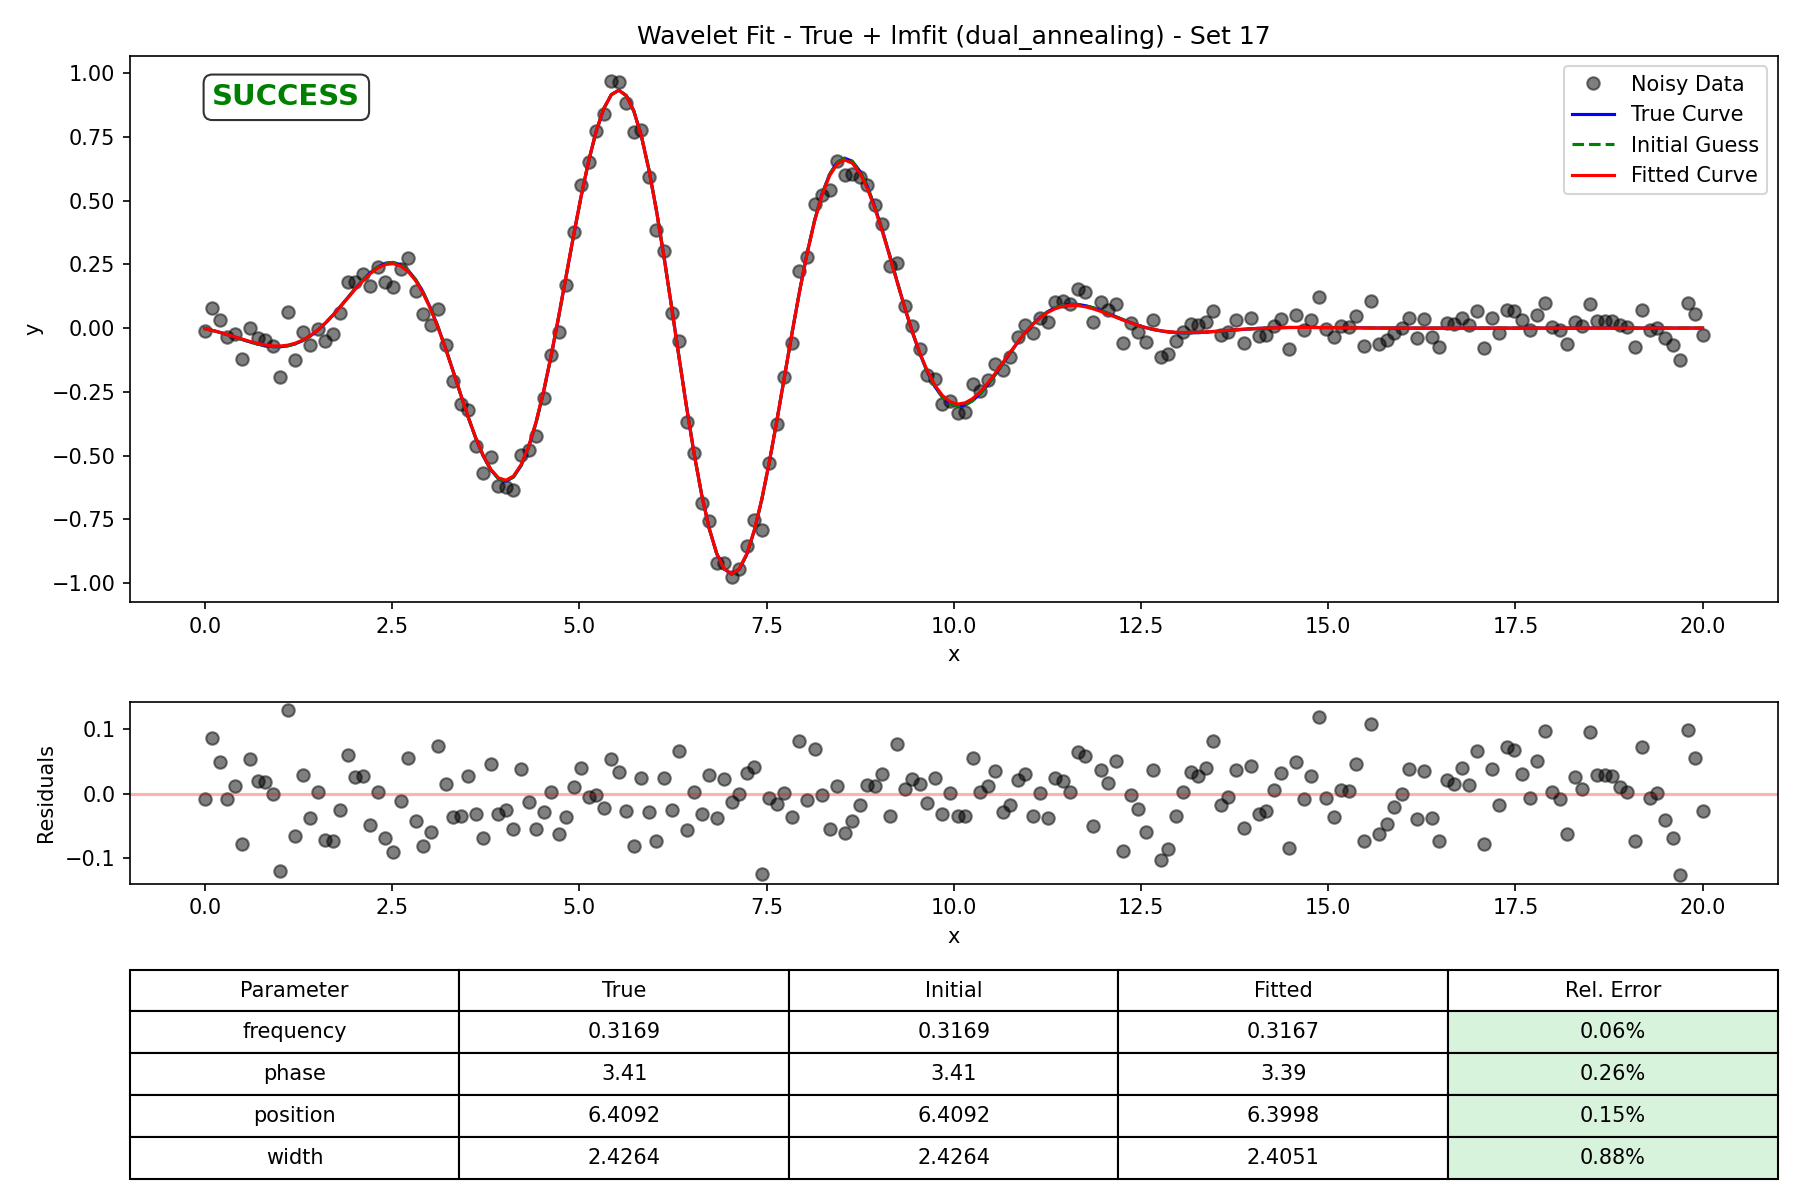 Wavelet Fit - True + lmfit (dual_annealing) - Set 17
SUCCESS
Noisy Data
True Curve
Initial Guess
Fitted Curve
1.00
0.75
0.50
0.25
0.00
−0.25
−0.50
−0.75
−1.00
y
0.0 2.5 5.0 7.5 10.0 12.5 15.0 17.5 20.0
x
0.1
0.0
−0.1
Residuals
0.0 2.5 5.0 7.5 10.0 12.5 15.0 17.5 20.0
x
Parameter True Initial Fitted Rel. Error
frequency 0.3169 0.3169 0.3167 0.06%
phase 3.41 3.41 3.39 0.26%
position 6.4092 6.4092 6.3998 0.15%
width 2.4264 2.4264 2.4051 0.88%